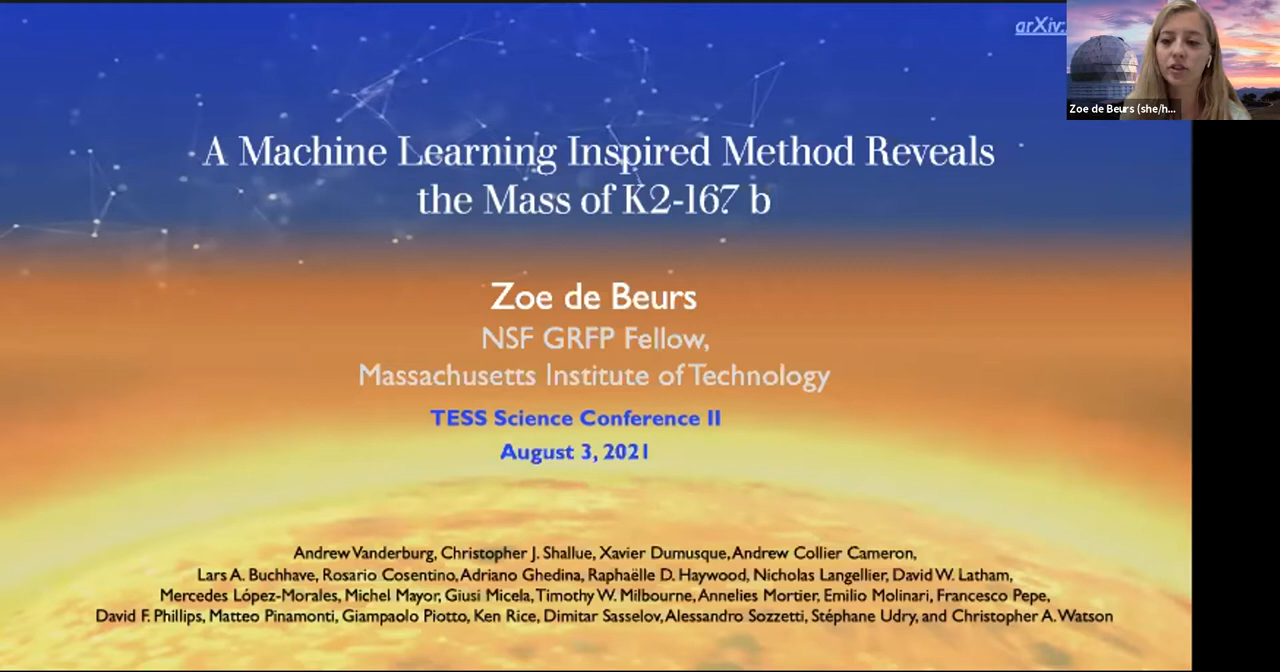 arXiv:
Zoe de Beurs (she/h...
A Machine Learning Inspired Method Reveals
the Mass of K2-167 b
Zoe de Beurs
NSF GRFP Fellow,
Massachusetts Institute of Technology
TESS Science Conference II
August 3, 2021
Andrew Vanderburg, Christopher J. Shallue, Xavier Dumusque, Andrew Collier Cameron,
Lars A. Buchhave, Rosario Cosentino, Adriano Ghedina, Raphaëlle D. Haywood, Nicholas Langellier, David W. Latham,
Mercedes López-Morales, Michel Mayor, Giusi Micela, Timothy W. Milbourne, Annelies Mortier, Emilio Molinari, Francesco Pepe,
David F. Phillips, Matteo Pinamonti, Giampaolo Piotto, Ken Rice, Dimitar Sasselov, Alessandro Sozzetti, Stéphane Udry, and Christopher A. Watson